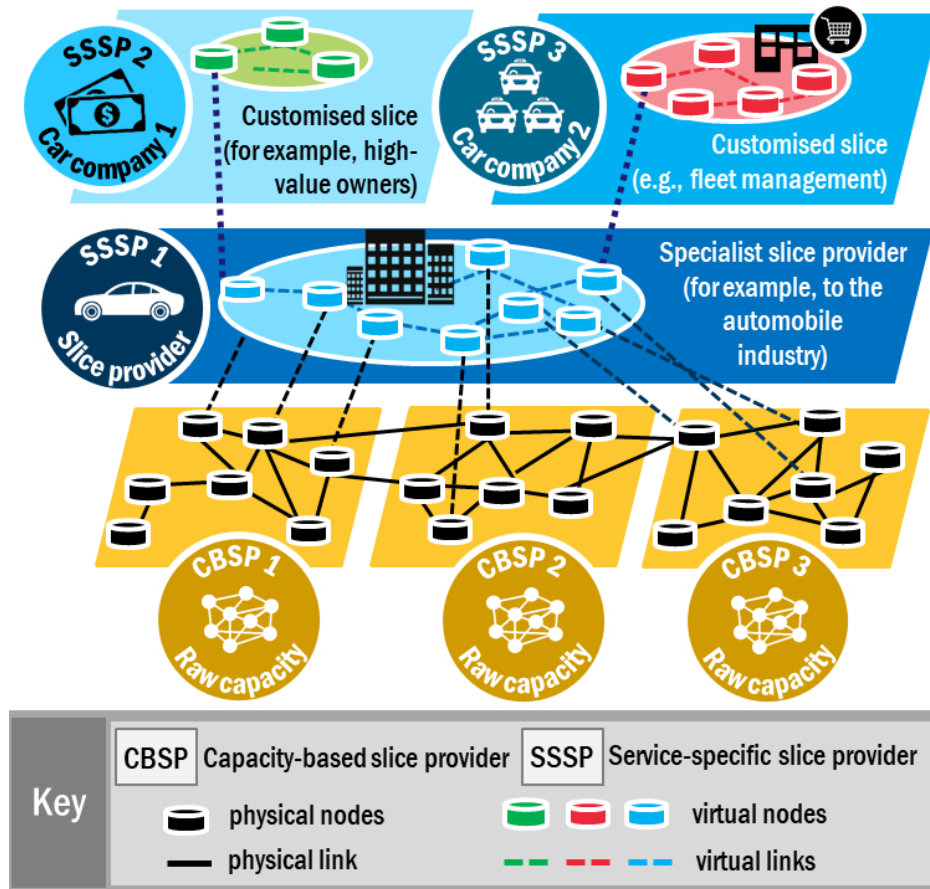 SSSP 2
Car company 1
Customised slice
(for example, high-
value owners)
SSSP 3
Car company 2
Customised slice
(e.g., fleet management)
SSSP 1
Slice provider
Specialist slice provider
(for example, to the
automobile
industry)
CBSP 1
Raw capacity
CBSP 2
Raw capacity
CBSP 3
Raw capacity
Key
CBSP Capacity-based slice provider
SSSP Service-specific slice provider
physical nodes
virtual nodes
physical link
virtual links
$